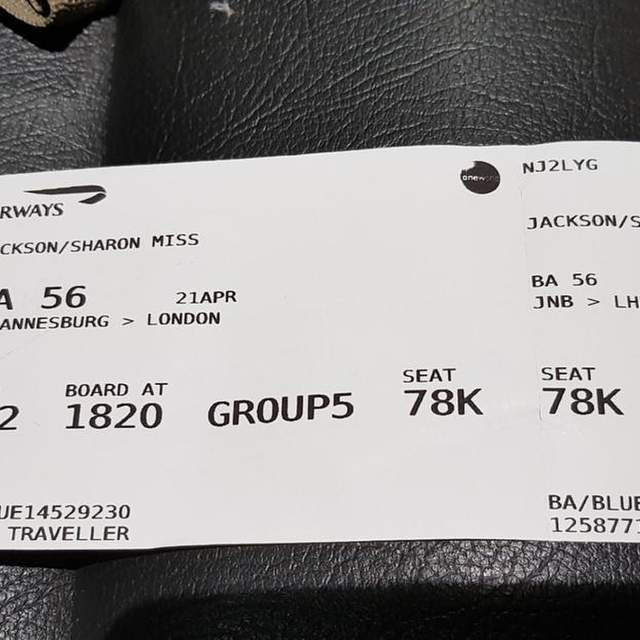 RWAYS
oneworld
NJ2LYG
CKSON/SHARON MISS
JACKSON/S
A 56 21APR
ANNESBURG > LONDON
BA 56
JNB > LH
BOARD AT
SEAT
SEAT
2 1820 GROUP5 78K
78K
UE14529230
TRAVELLER
BA/BLUE
1258771